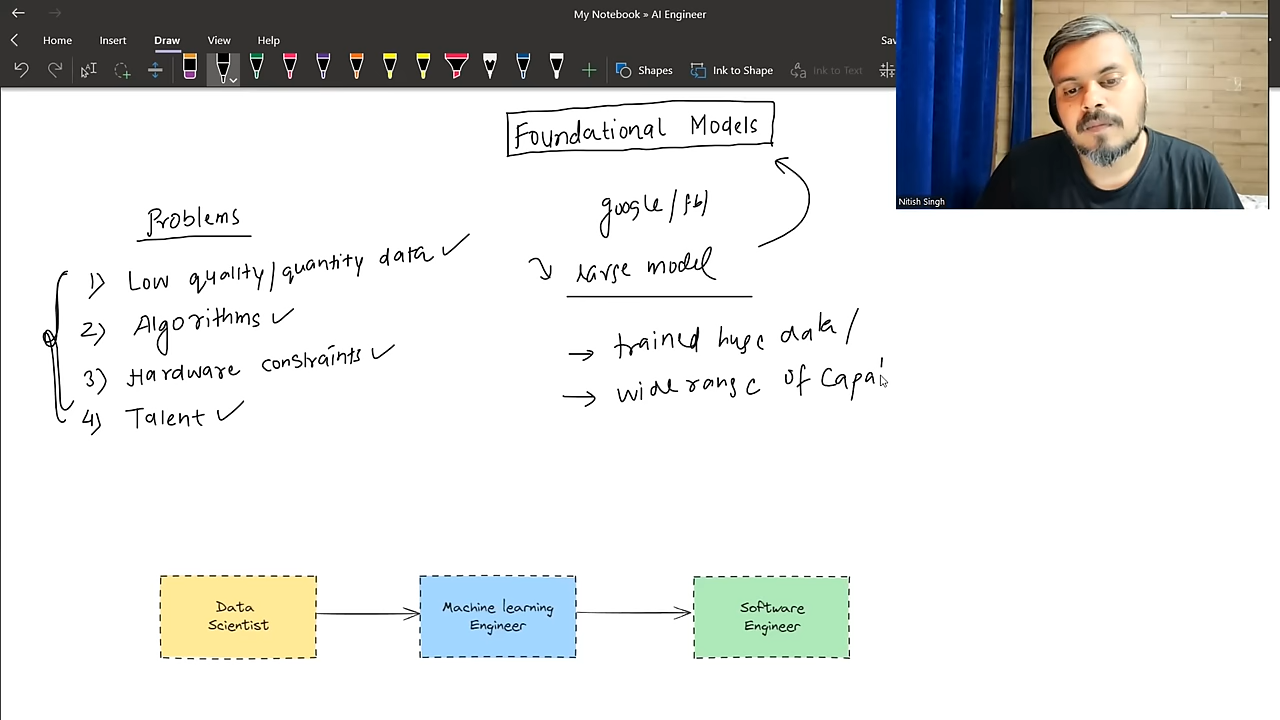 My Notebook » AI Engineer
Home Insert Draw View Help Sav
Shapes Ink to Shape Ink to Text
Nitish Singh
Foundational Models
google/fb/
large model
→ trained huge data/
→ wide range of Capai
Problems
1) Low quality/quantity data ✓
2) Algorithms ✓
3) Hardware constraints ✓
4) Talent ✓
Data
Scientist
Machine learning
Engineer
Software
Engineer